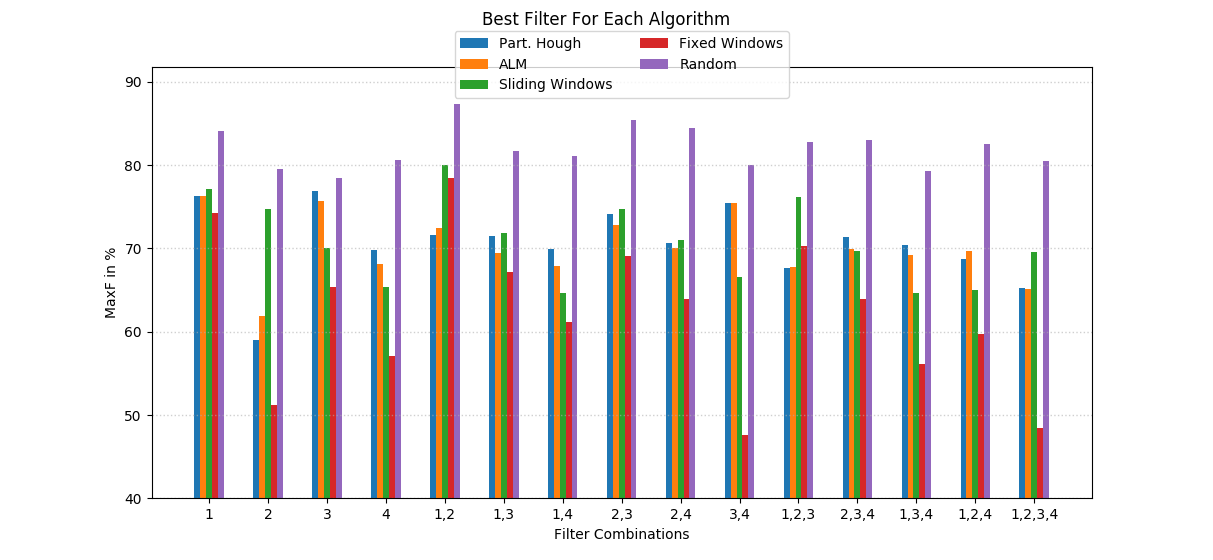 Best Filter For Each Algorithm
Part. Hough
ALM
Sliding Windows
Fixed Windows
Random
MaxF in %
90
80
70
60
50
40
1
2
3
4
1,2
1,3
1,4
2,3
2,4
3,4
1,2,3
2,3,4
1,3,4
1,2,4
1,2,3,4
Filter Combinations